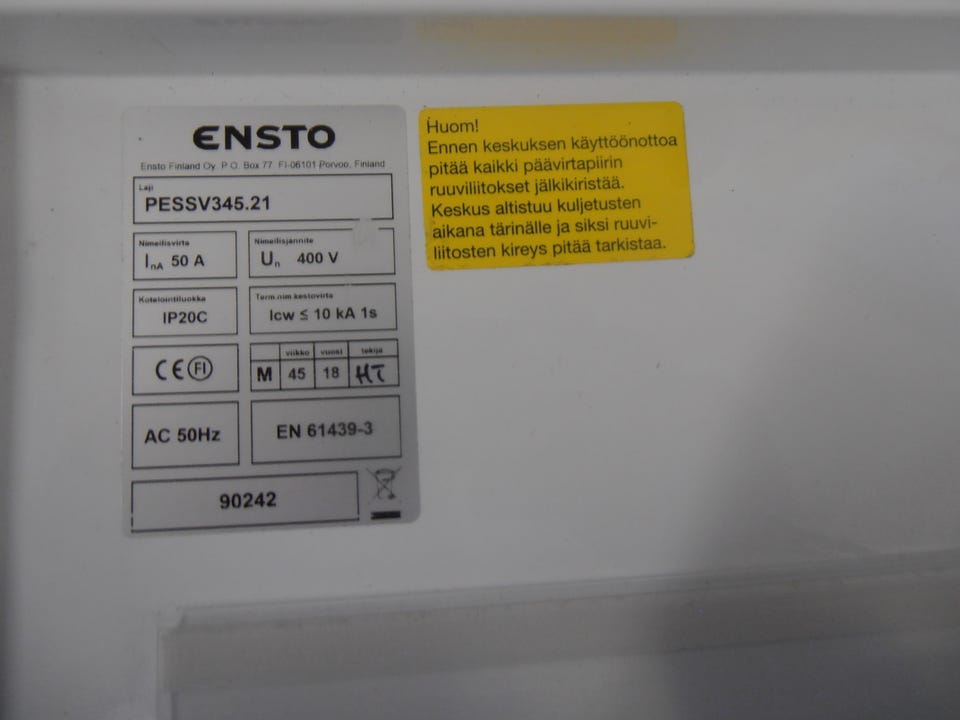 ENSTO
Ensto Finland Oy. P.O. Box 77. FI-06101 Porvoo, Finland
Laji
PESSV345.21
Nimellisvirta
InA 50 A
Nimellisjännite
Un 400 V
Kotelointiluokka
IP20C
Term.nim.kestovirta
Icw ≤ 10 kA 1s
CE FI
viikko vuosi tekijä
M 45 18 HT
AC 50Hz
EN 61439-3
90242
Huom!
Ennen keskuksen käyttöönottoa
pitää kaikki päävirtapiirin
ruuviliitokset jälkikiristää.
Keskus altistuu kuljetusten
aikana tärinälle ja siksi ruuvi-
liitosten kireys pitää tarkistaa.